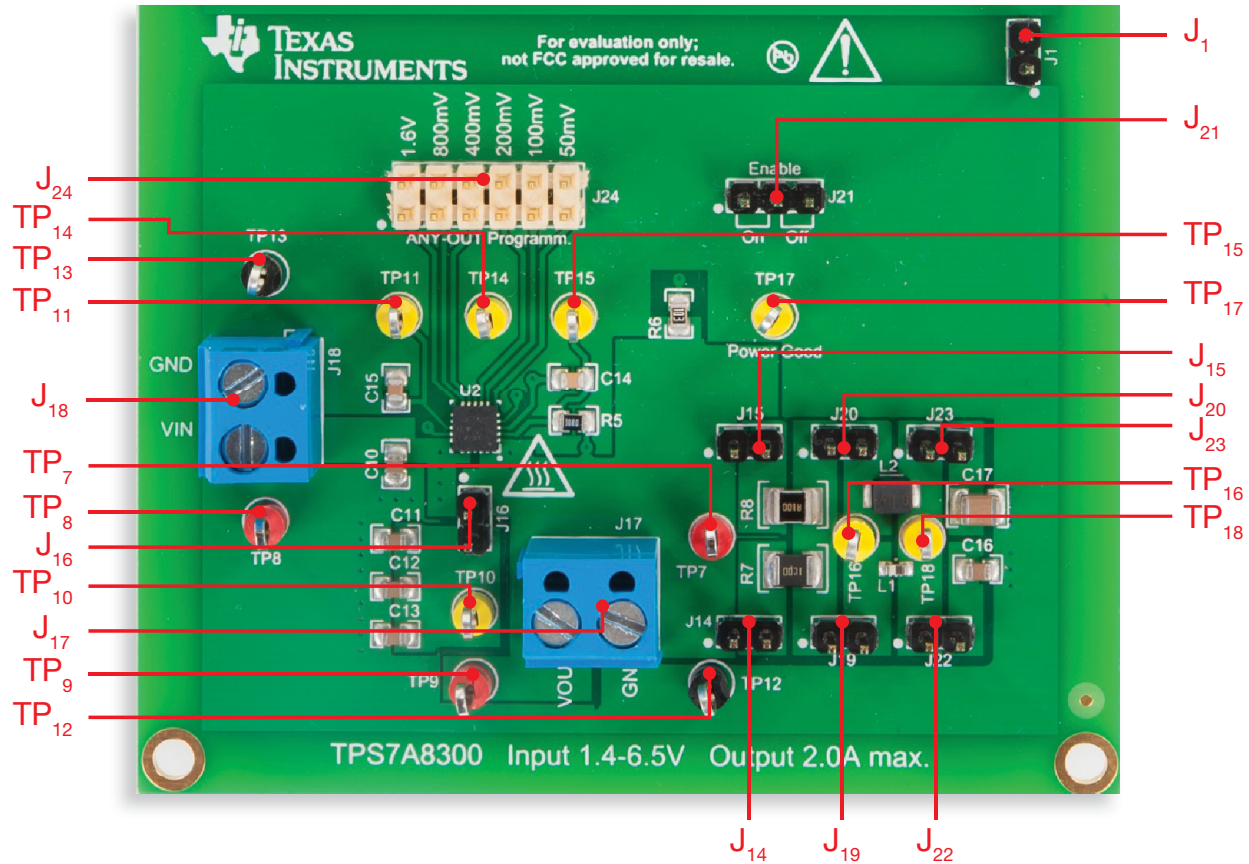 TEXAS
INSTRUMENTS
For evaluation only;
not FCC approved for resale.
Pb
J1
J₁
J₂₁
1.6V
800mV
400mV
200mV
100mV
50mV
J24
ANY-OUT Programm.
Enable
J21
On
Off
J₂₄
TP₁₄
TP₁₃
TP₁₁
TP13
TP11
TP14
TP15
TP17
Power Good
R6
TP₁₅
TP₁₇
J₁₅
GND
VIN
J18
J₁₈
C15
U2
C14
R5
C10
J15
J20
J23
J₂₀
J₂₃
TP₇
TP₈
J₁₆
TP₁₀
J₁₇
TP₉
TP₁₂
TP8
C11
C12
C13
J16
TP10
J17
TP7
R8
R7
L2
C17
TP16
L1
TP18
C16
TP₁₆
TP₁₈
TP9
VOU
GN
J14
TP12
J19
J22
TPS7A8300 Input 1.4-6.5V Output 2.0A max.
J₁₄
J₁₉
J₂₂